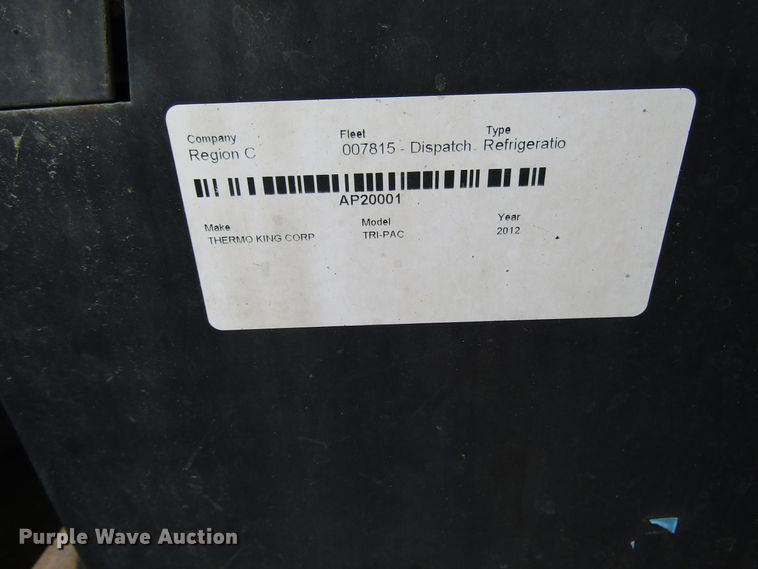 Company Fleet Type
Region C 007815 - Dispatch Refrigeratio
AP20001
Make Model Year
THERMO KING CORP TRI-PAC 2012
Purple Wave Auction®